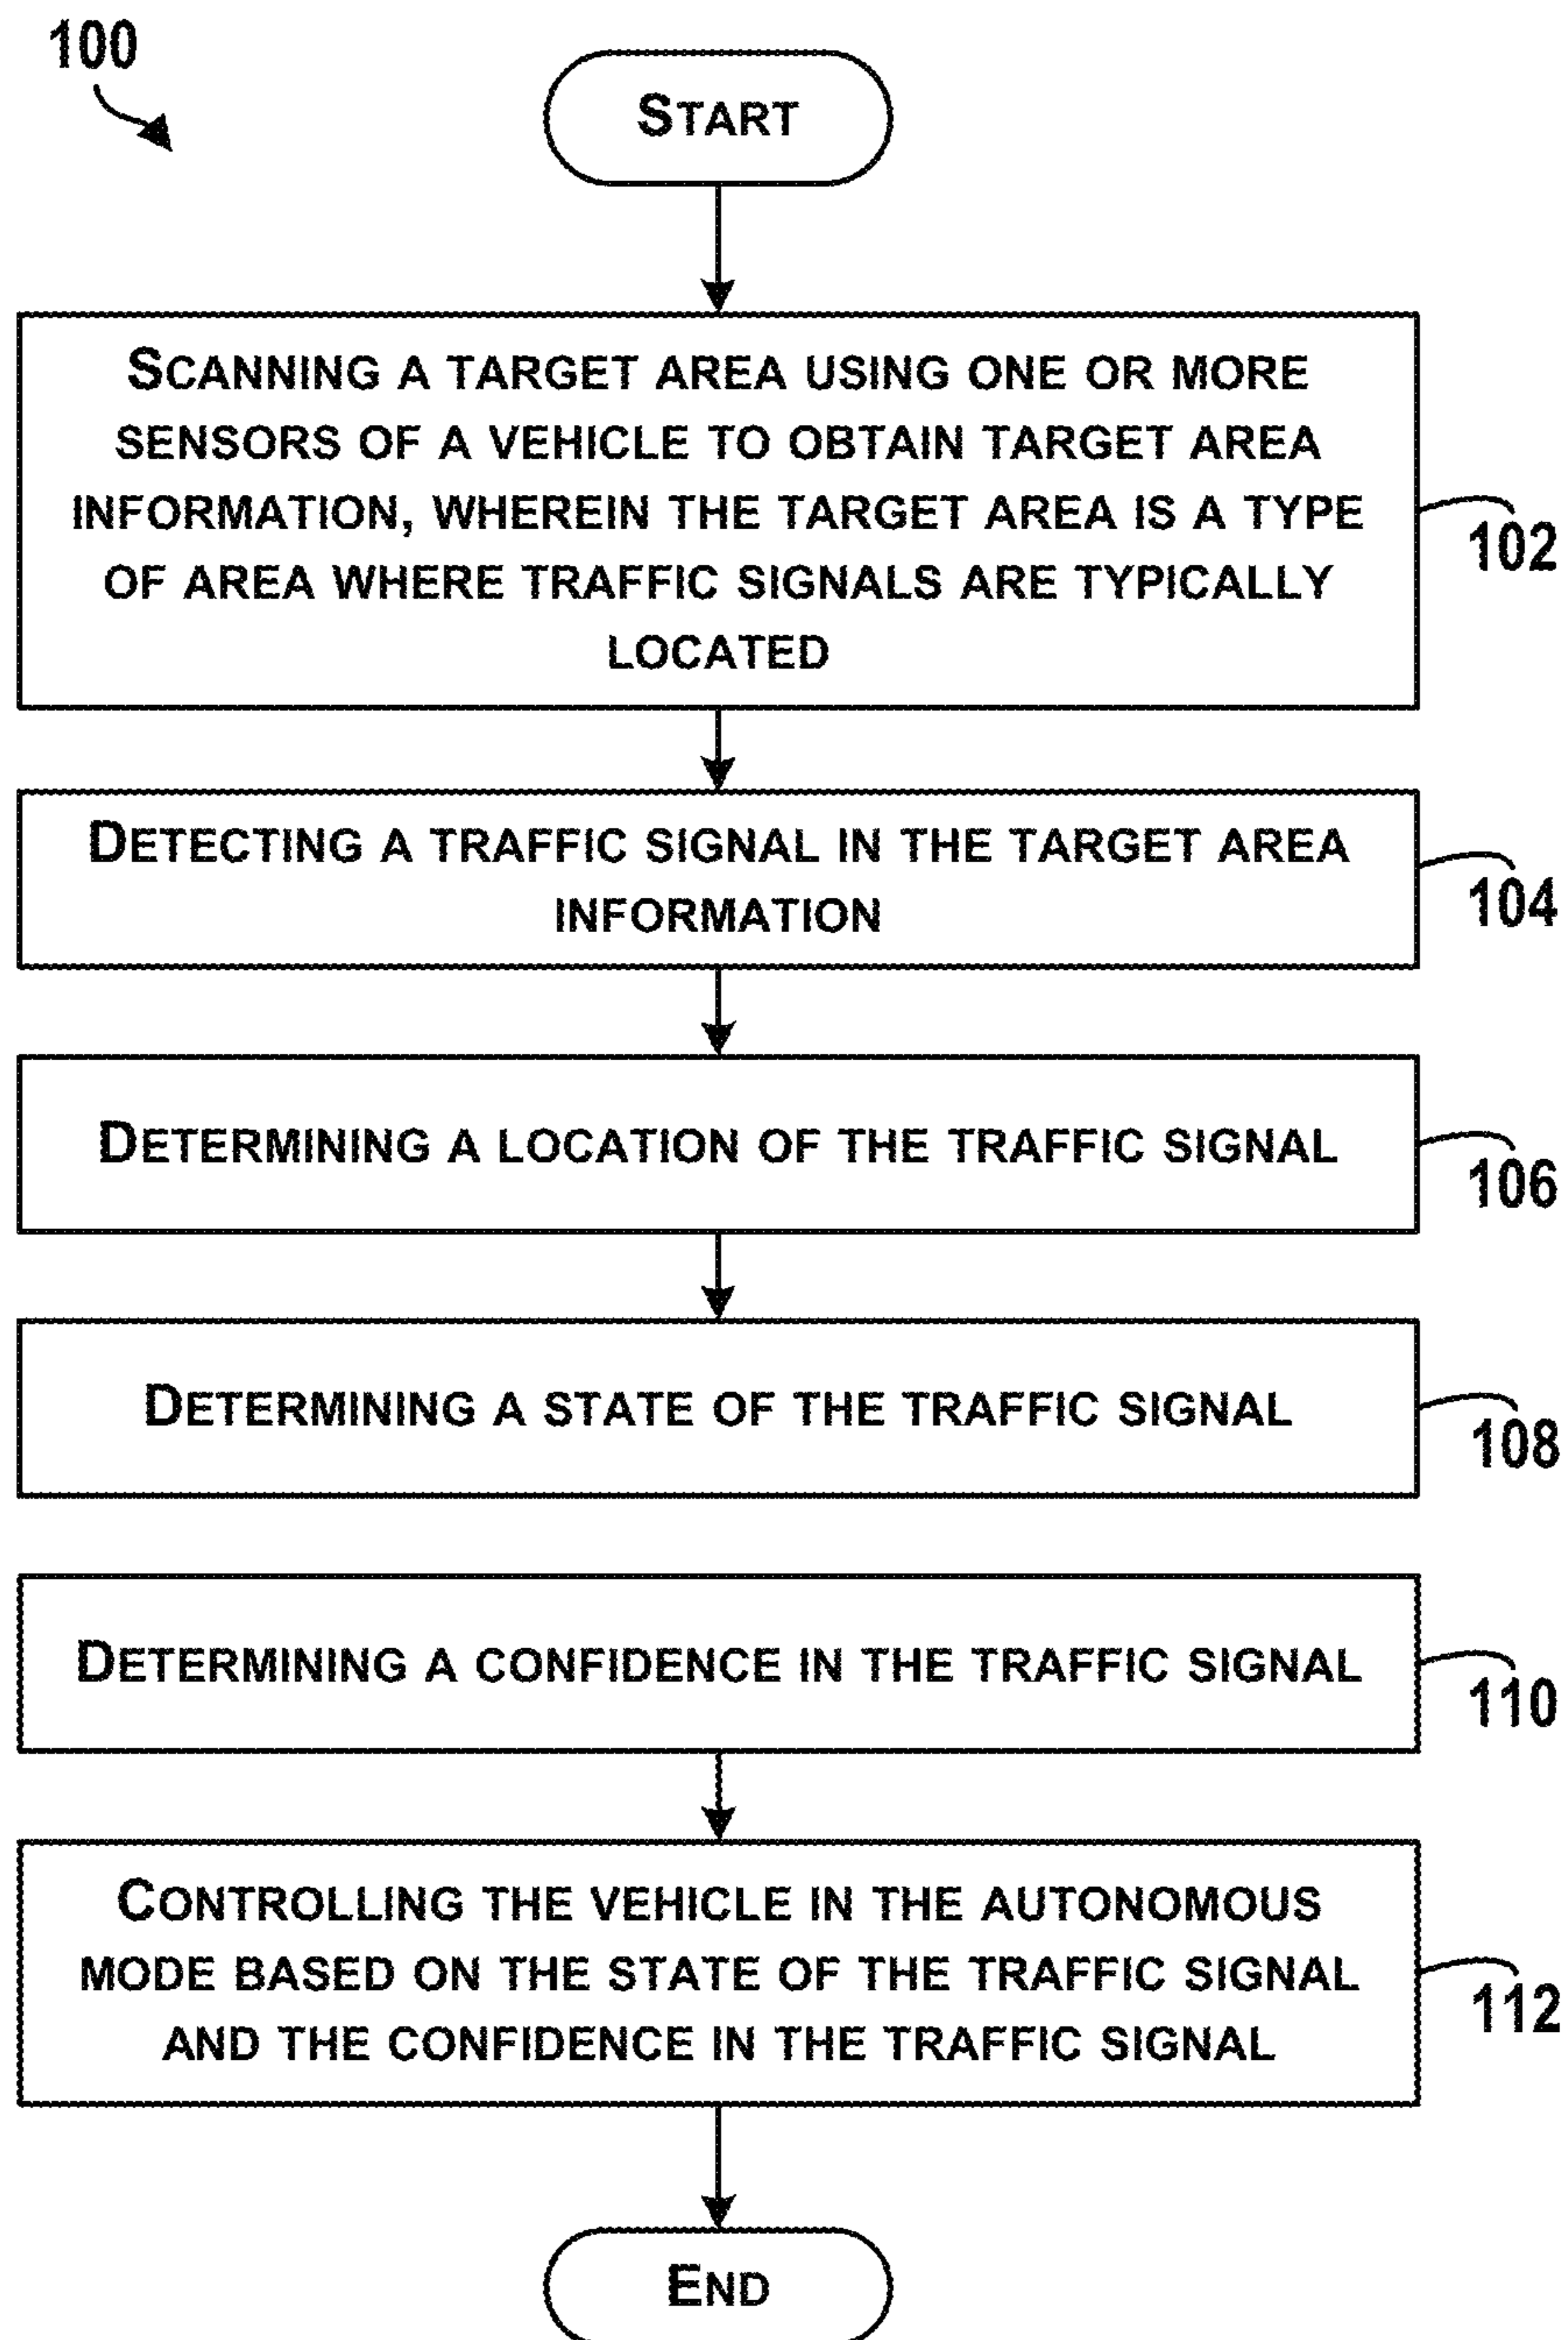 100
START
SCANNING A TARGET AREA USING ONE OR MORE
SENSORS OF A VEHICLE TO OBTAIN TARGET AREA
INFORMATION, WHEREIN THE TARGET AREA IS A TYPE
OF AREA WHERE TRAFFIC SIGNALS ARE TYPICALLY
LOCATED
102
DETECTING A TRAFFIC SIGNAL IN THE TARGET AREA
INFORMATION
104
DETERMINING A LOCATION OF THE TRAFFIC SIGNAL
106
DETERMINING A STATE OF THE TRAFFIC SIGNAL
108
DETERMINING A CONFIDENCE IN THE TRAFFIC SIGNAL
110
CONTROLLING THE VEHICLE IN THE AUTONOMOUS
MODE BASED ON THE STATE OF THE TRAFFIC SIGNAL
AND THE CONFIDENCE IN THE TRAFFIC SIGNAL
112
END